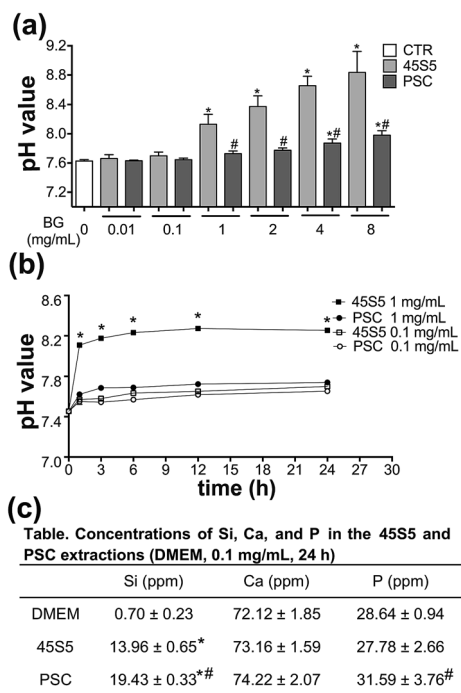 (a)
CTR
45S5
PSC
pH value
9.2
8.8
8.4
8.0
7.6
7.2
* * * *
# # *# *#
BG 0 0.01 0.1 1 2 4 8
(mg/mL)
(b)
pH value
8.6
8.2
7.8
7.4
7.0
* * * * *
45S5 1 mg/mL
PSC 1 mg/mL
45S5 0.1 mg/mL
PSC 0.1 mg/mL
0 3 6 9 12 15 18 21 24 27 30
time (h)
(c)
Table. Concentrations of Si, Ca, and P in the 45S5 and
PSC extractions (DMEM, 0.1 mg/mL, 24 h)
Si (ppm) Ca (ppm) P (ppm)
DMEM 0.70 ± 0.23 72.12 ± 1.85 28.64 ± 0.94
45S5 13.96 ± 0.65* 73.16 ± 1.59 27.78 ± 2.66
PSC 19.43 ± 0.33*# 74.22 ± 2.07 31.59 ± 3.76#